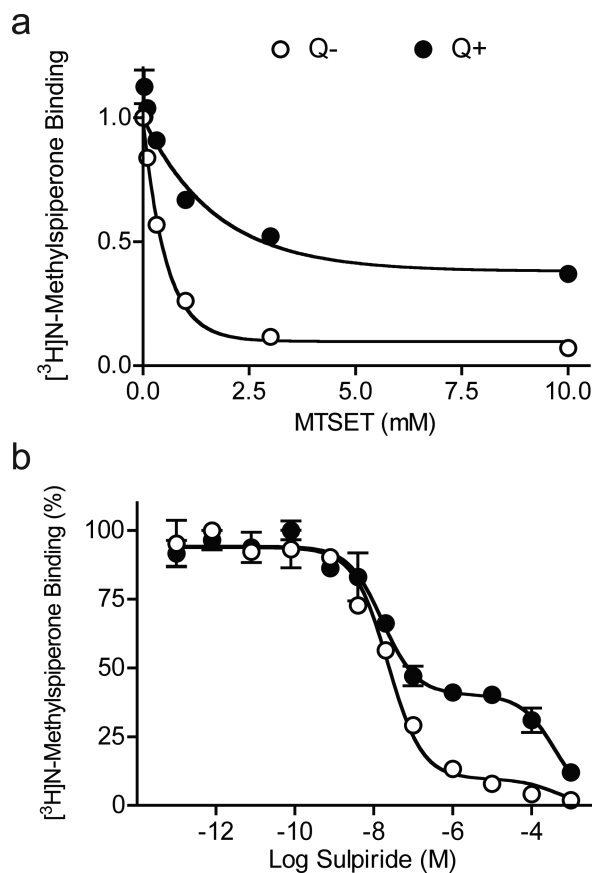 a
Q- Q+
[³H]N-Methylspiperone Binding
1.0
0.5
0.0
0.0 2.5 5.0 7.5 10.0
MTSET (mM)
b
[³H]N-Methylspiperone Binding (%)
100
75
50
25
0
-12 -10 -8 -6 -4
Log Sulpiride (M)